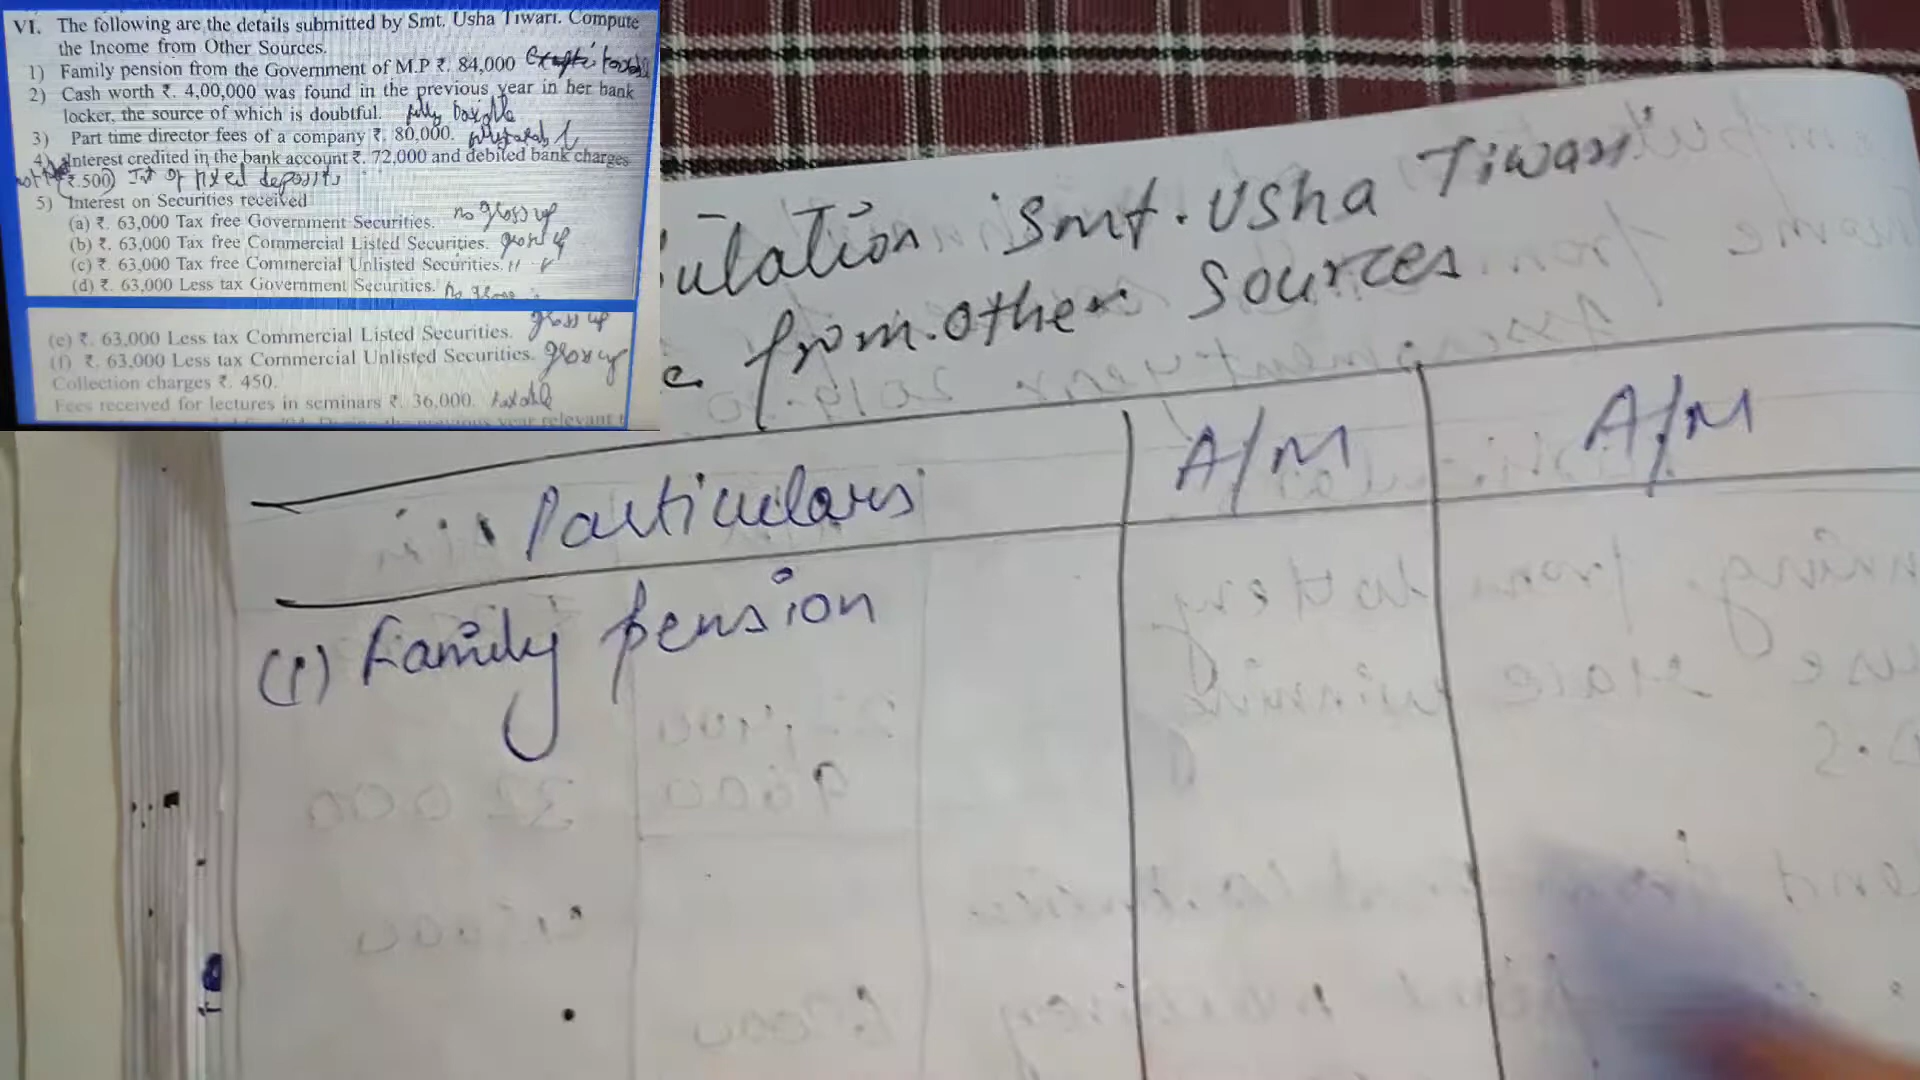 VI. The following are the details submitted by Smt. Usha Tiwari. Compute
the Income from Other Sources.
1) Family pension from the Government of M.P ₹. 84,000
2) Cash worth ₹. 4,00,000 was found in the previous year in her bank
locker, the source of which is doubtful. fully taxable
3) Part time director fees of a company ₹. 80,000.
4) Interest credited in the bank account ₹. 72,000 and debited bank charges
₹.500) Int of fixed deposits
5) Interest on Securities received
(a) ₹. 63,000 Tax free Government Securities. no gross up
(b) ₹. 63,000 Tax free Commercial Listed Securities. gross up
(c) ₹. 63,000 Tax free Commercial Unlisted Securities.
(d) ₹. 63,000 Less tax Government Securities. no
(e) ₹. 63,000 Less tax Commercial Listed Securities. gross up
(f) ₹. 63,000 Less tax Commercial Unlisted Securities. gross up
Collection charges ₹. 450.
Fees received for lectures in seminars ₹. 36,000. taxable
ulation Smt. Usha Tiwari
e from other Sources
Particulars A/M A/M
(1) Family pension